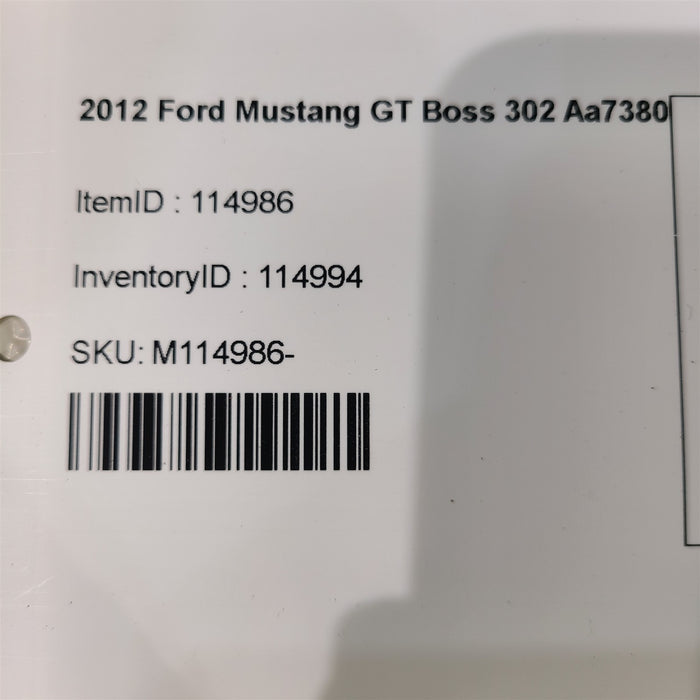 2012 Ford Mustang GT Boss 302 Aa7380
ItemID : 114986
InventoryID : 114994
SKU: M114986-